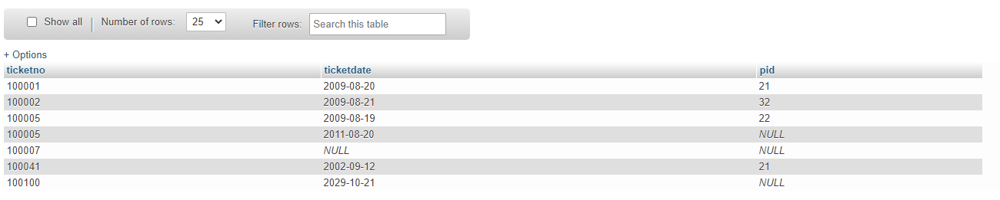 Show all Number of rows: 25 Filter rows: Search this table
+ Options
ticketno ticketdate pid
100001 2009-08-20 21
100002 2009-08-21 32
100005 2009-08-19 22
100005 2011-08-20 NULL
100007 NULL NULL
100041 2002-09-12 21
100100 2029-10-21 NULL